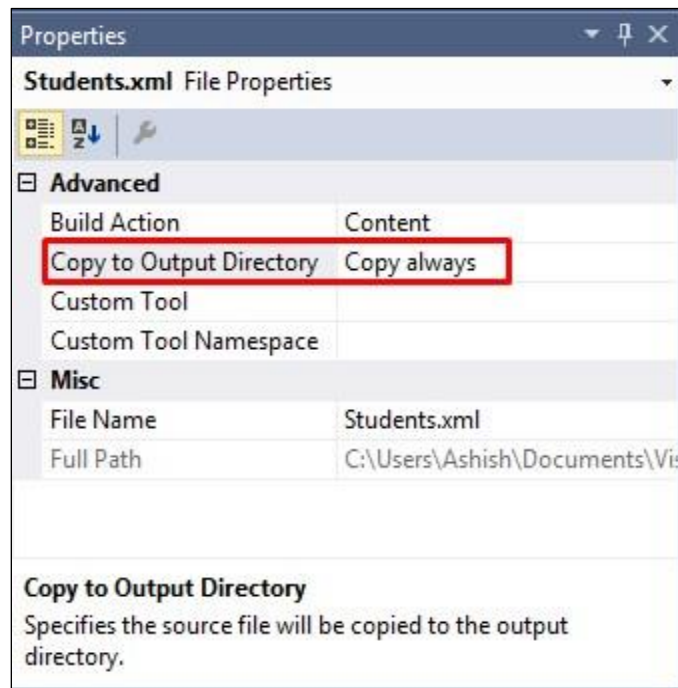 Properties
Students.xml File Properties
Advanced
Build Action Content
Copy to Output Directory Copy always
Custom Tool
Custom Tool Namespace
Misc
File Name Students.xml
Full Path C:\Users\Ashish\Documents\Vis
Copy to Output Directory
Specifies the source file will be copied to the output
directory.